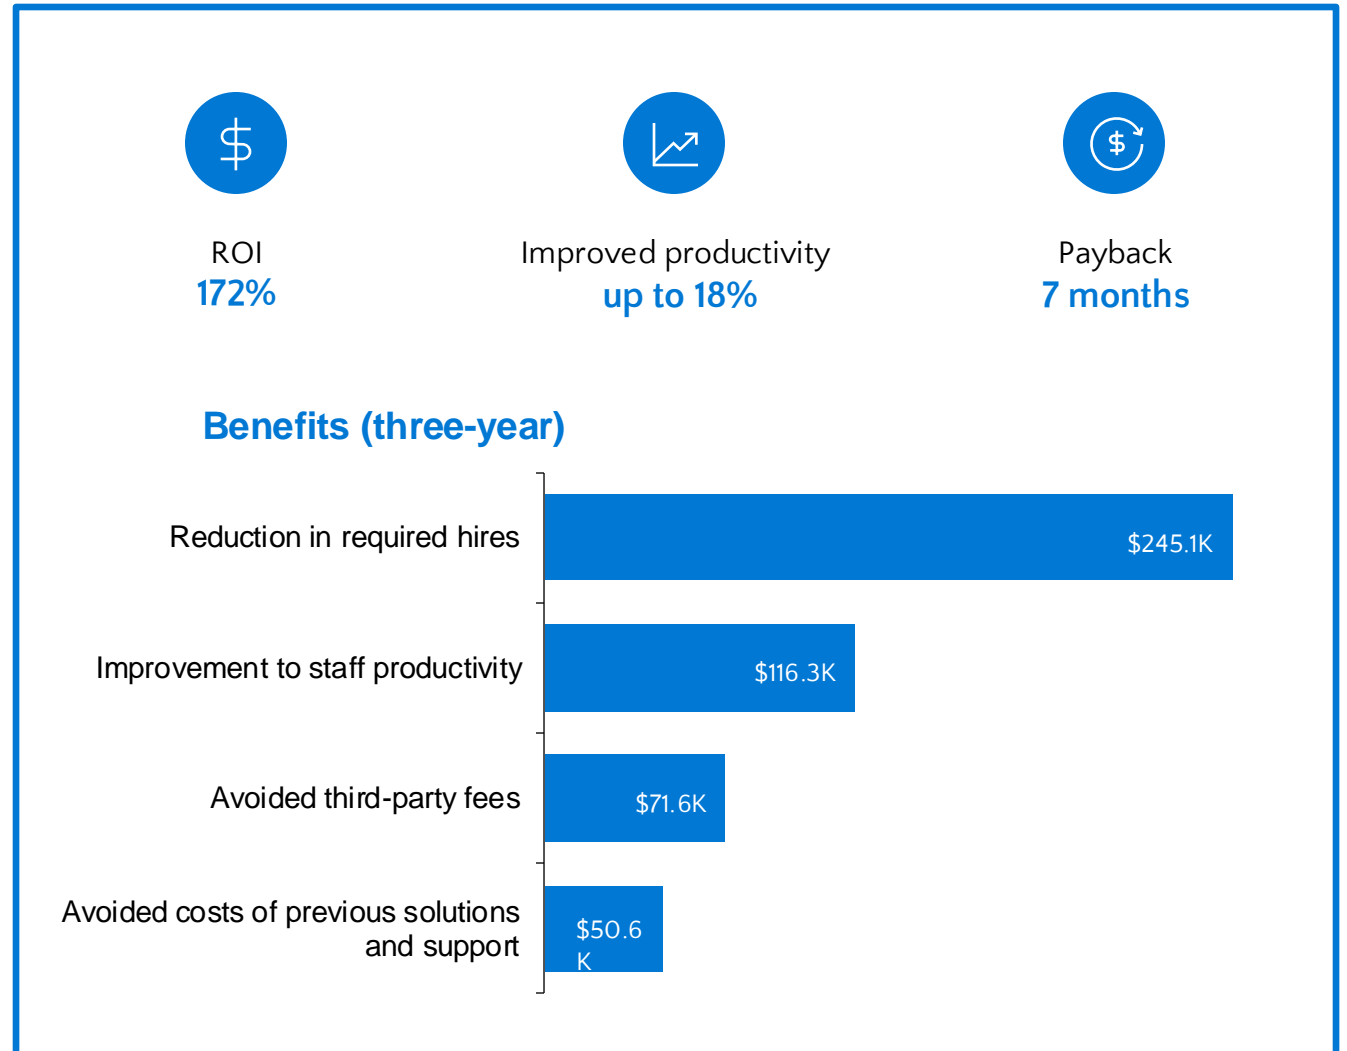 ROI
172%
Improved productivity
up to 18%
Payback
7 months
Benefits (three-year)
Reduction in required hires
$245.1K
Improvement to staff productivity
$116.3K
Avoided third-party fees
$71.6K
Avoided costs of previous solutions
and support
$50.6
K